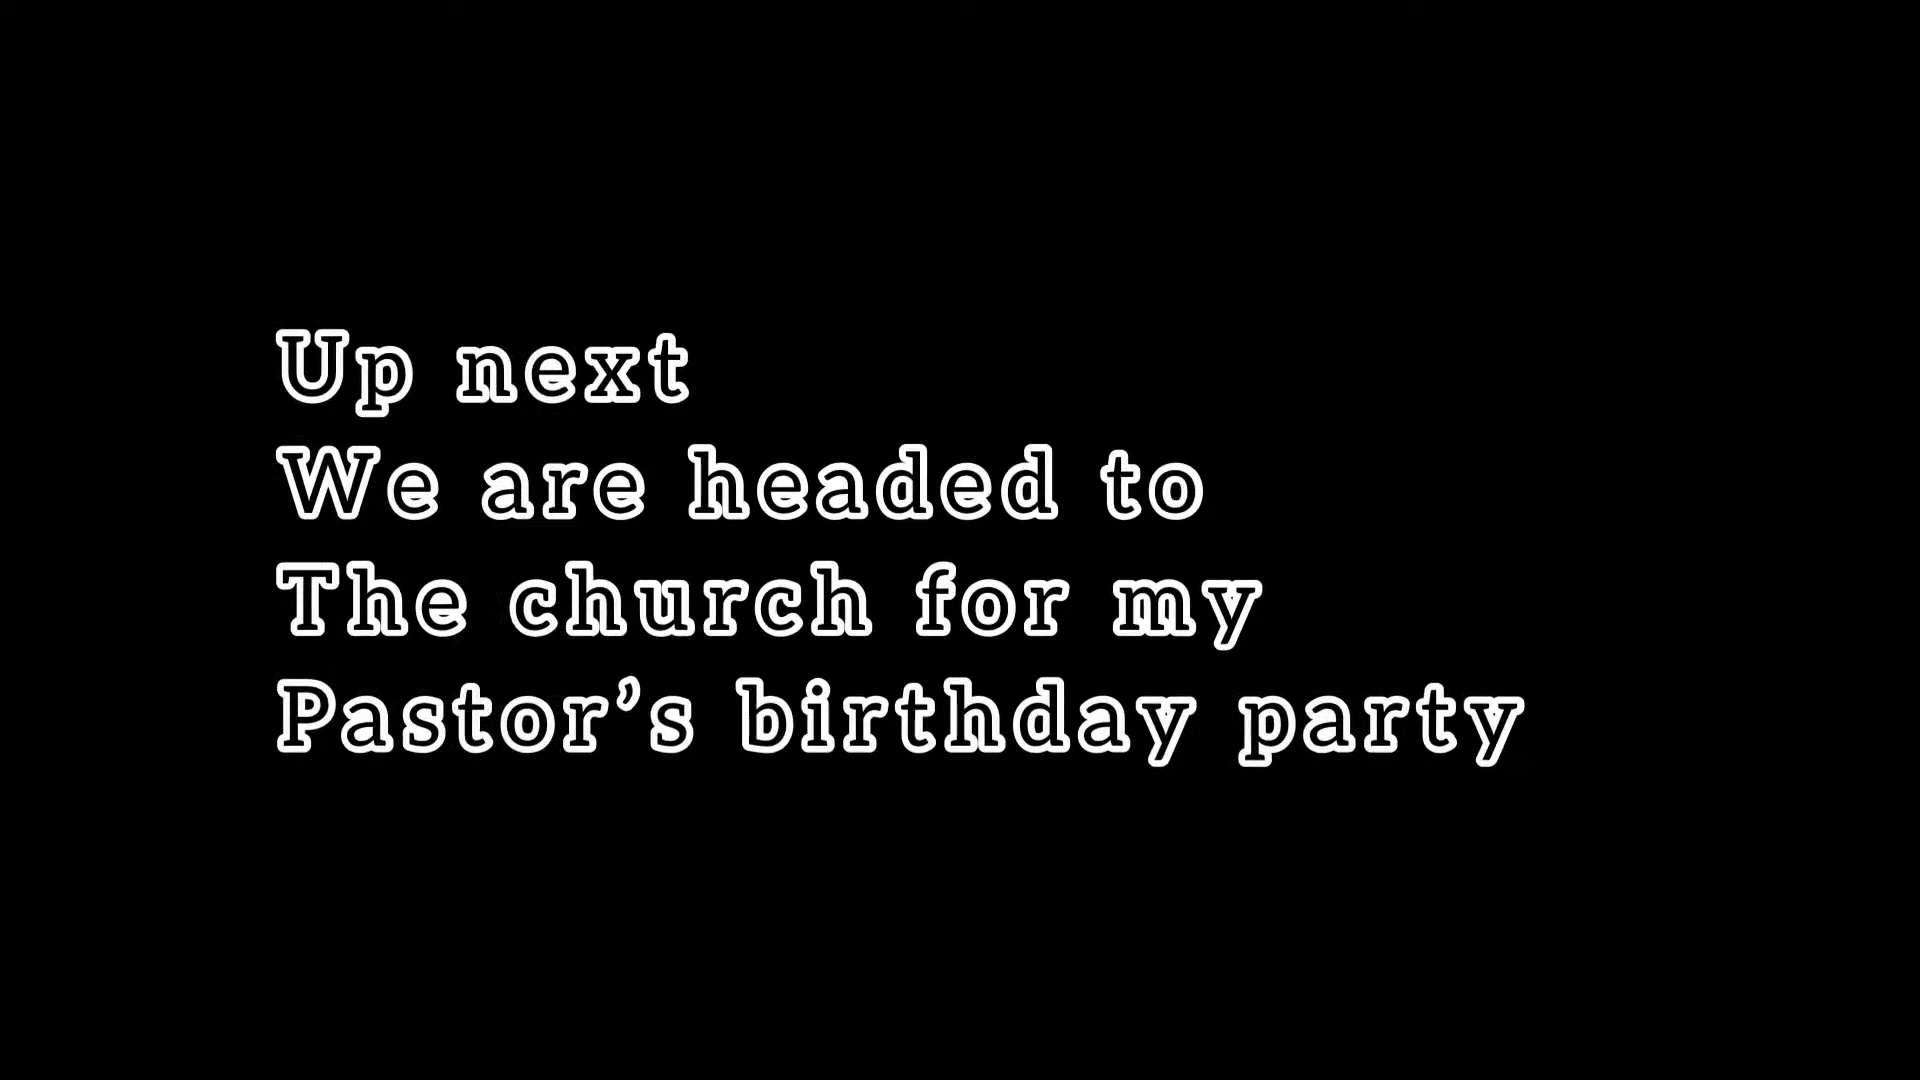 Up next
We are headed to
The church for my
Pastor’s birthday party